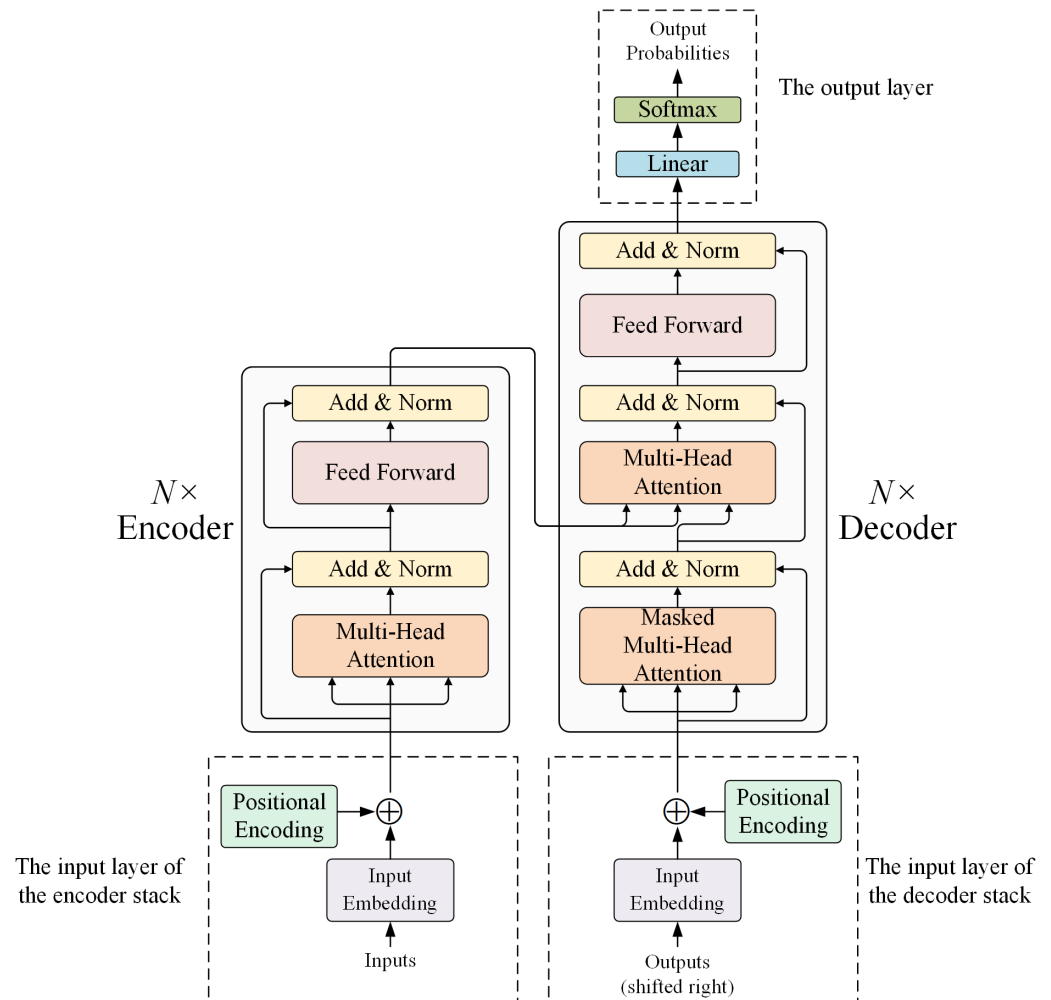 Output
Probabilities
The output layer
Softmax
Linear
Add & Norm
Feed Forward
Add & Norm
Multi-Head
Attention
N×
Decoder
Add & Norm
Masked
Multi-Head
Attention
Add & Norm
Feed Forward
N×
Encoder
Add & Norm
Multi-Head
Attention
Positional
Encoding
The input layer of
the encoder stack
Input
Embedding
Inputs
Positional
Encoding
The input layer of
the decoder stack
Input
Embedding
Outputs
(shifted right)